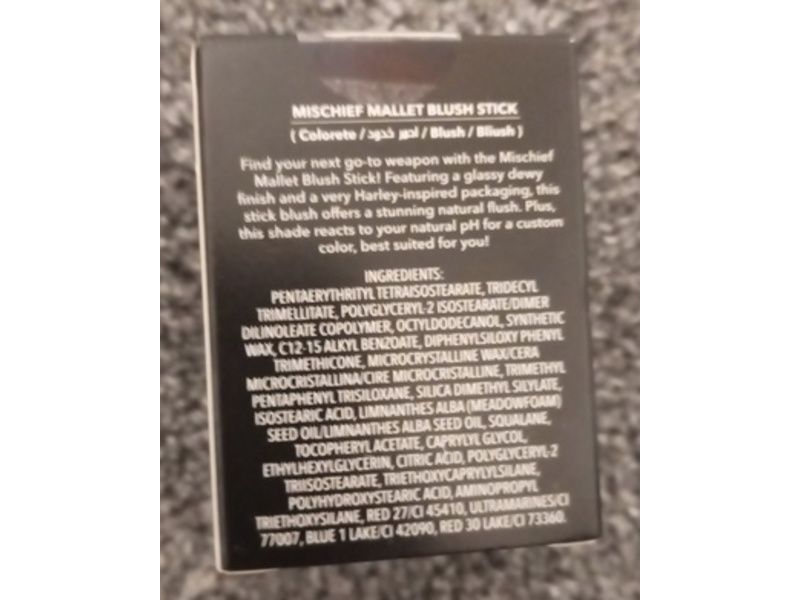 MISCHIEF MALLET BLUSH STICK
( Colorete / أحمر خدود / Blush / Bliush )
Find your next go-to weapon with the Mischief
Mallet Blush Stick! Featuring a glassy dewy
finish and a very Harley-inspired packaging, this
stick blush offers a stunning natural flush. Plus,
this shade reacts to your natural pH for a custom
color, best suited for you!
INGREDIENTS:
PENTAERYTHRITYL TETRAISOSTEARATE, TRIDECYL
TRIMELLITATE, POLYGLYCERYL-2 ISOSTEARATE/DIMER
DILINOLEATE COPOLYMER, OCTYLDODECANOL, SYNTHETIC
WAX, C12-15 ALKYL BENZOATE, DIPHENYLSILOXY PHENYL
TRIMETHICONE, MICROCRYSTALLINE WAX/CERA
MICROCRISTALLINA/CIRE MICROCRISTALLINE, TRIMETHYL
PENTAPHENYL TRISILOXANE, SILICA DIMETHYL SILYLATE,
ISOSTEARIC ACID, LIMNANTHES ALBA (MEADOWFOAM)
SEED OIL/LIMNANTHES ALBA SEED OIL, SQUALANE,
TOCOPHERYL ACETATE, CAPRYLYL GLYCOL,
ETHYLHEXYLGLYCERIN, CITRIC ACID, POLYGLYCERYL-2
TRIISOSTEARATE, TRIETHOXYCAPRYLYLSILANE,
POLYHYDROXYSTEARIC ACID, AMINOPROPYL
TRIETHOXYSILANE, RED 27/CI 45410, ULTRAMARINES/CI
77007, BLUE 1 LAKE/CI 42090, RED 30 LAKE/CI 73360.